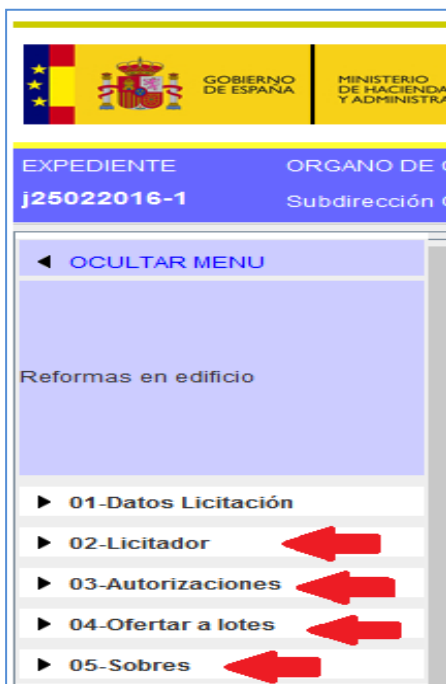 GOBIERNO
DE ESPAÑA
MINISTERIO
DE HACIENDA
Y
EXPEDIENTE
ORGANO DE
j25022016-1
Subdirección
OCULTAR MENU
Reformas en edificio
01-Datos Licitación
02-Licitador
03-Autorizaciones
04-Ofertar a lotes
05-Sobres